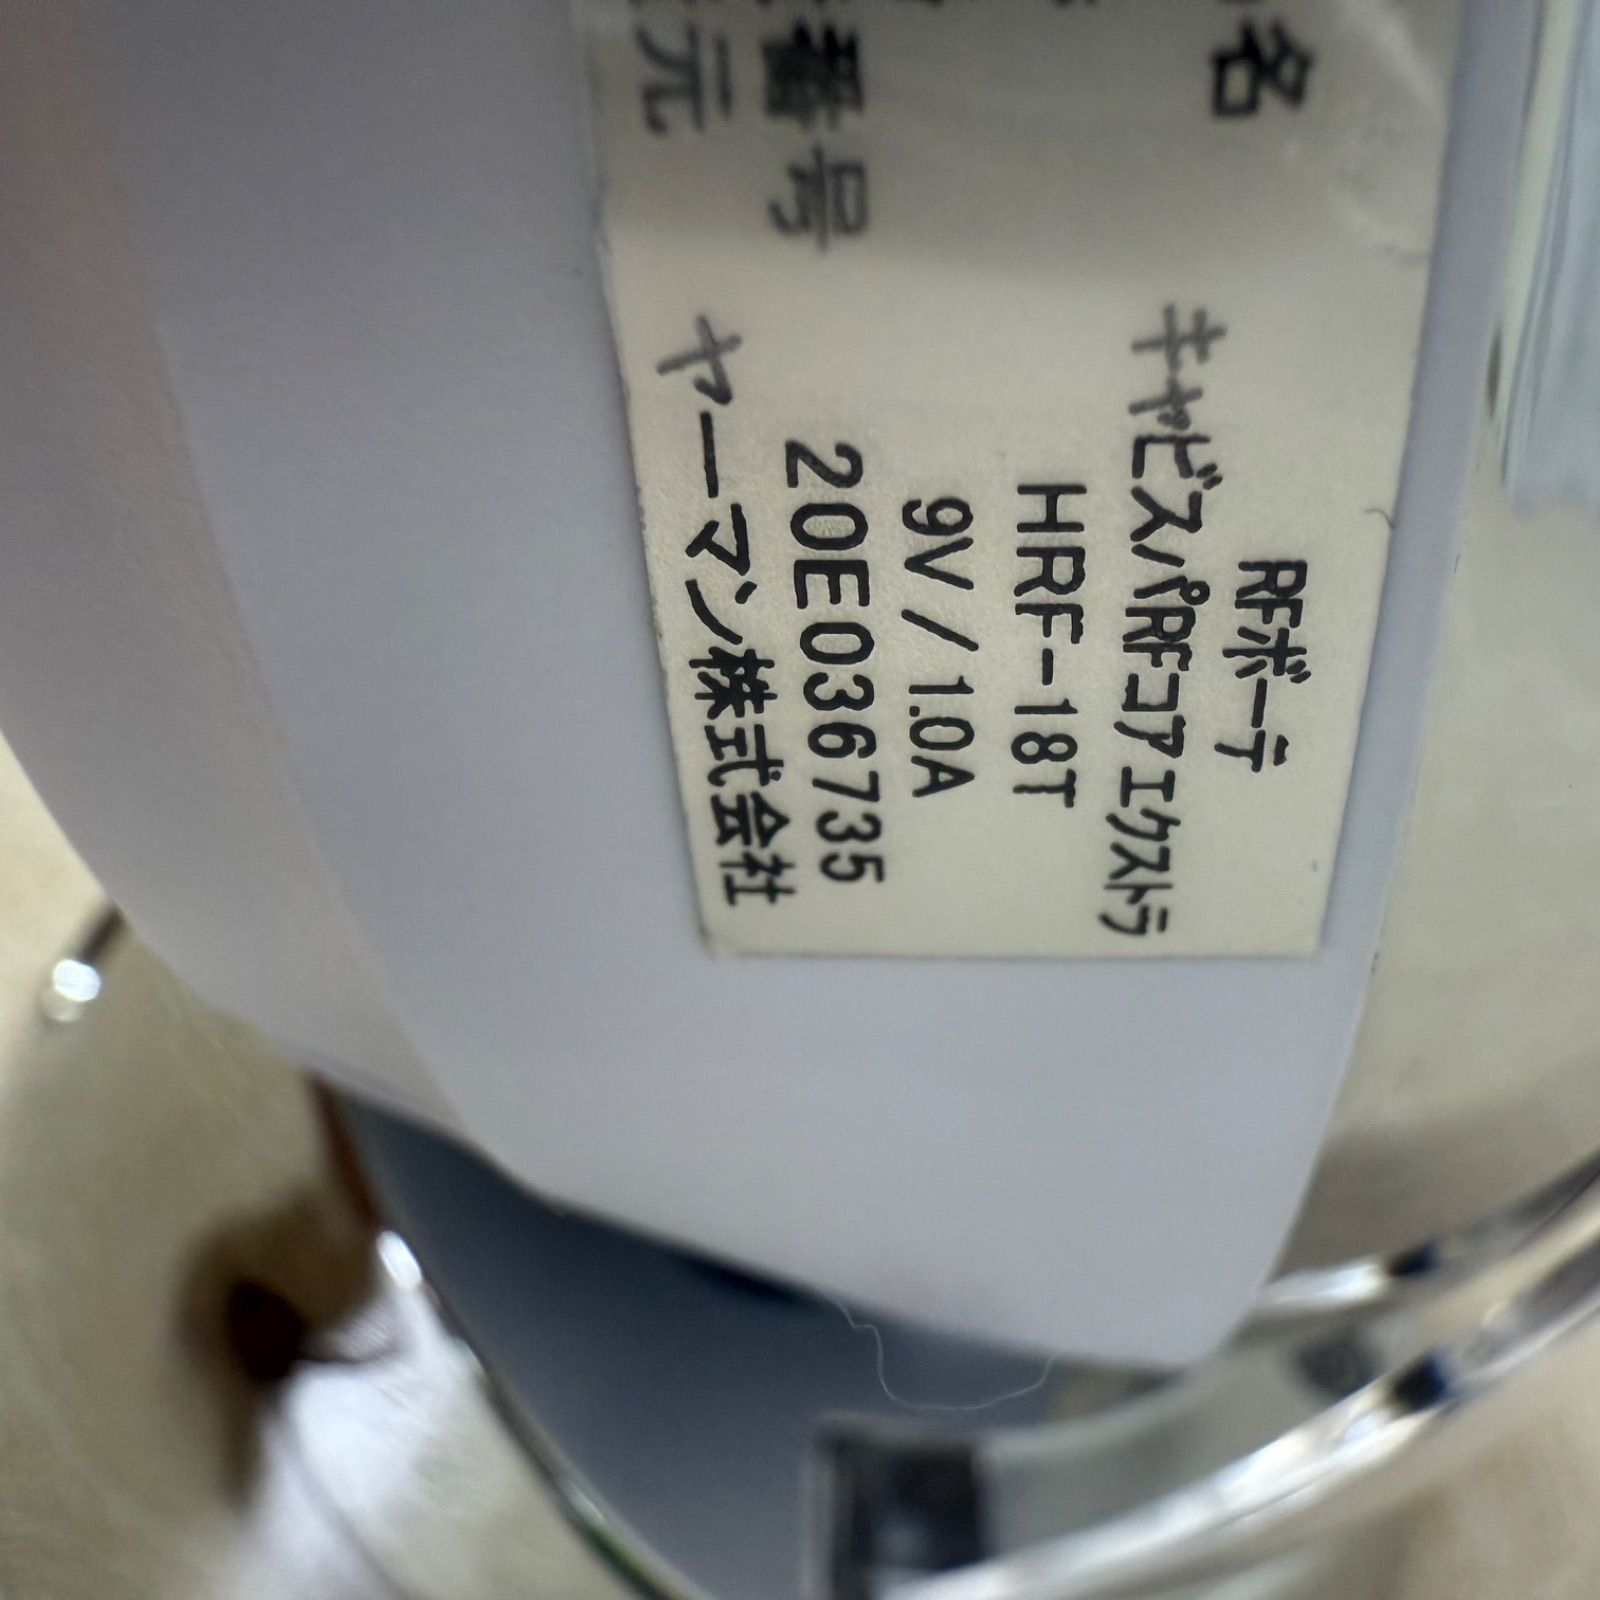 名
RFボーテ
キャビスパRFコアエクストラ
HRF-18T
9V/1.0A
番号 20E036735
元 ヤーマン株式会社